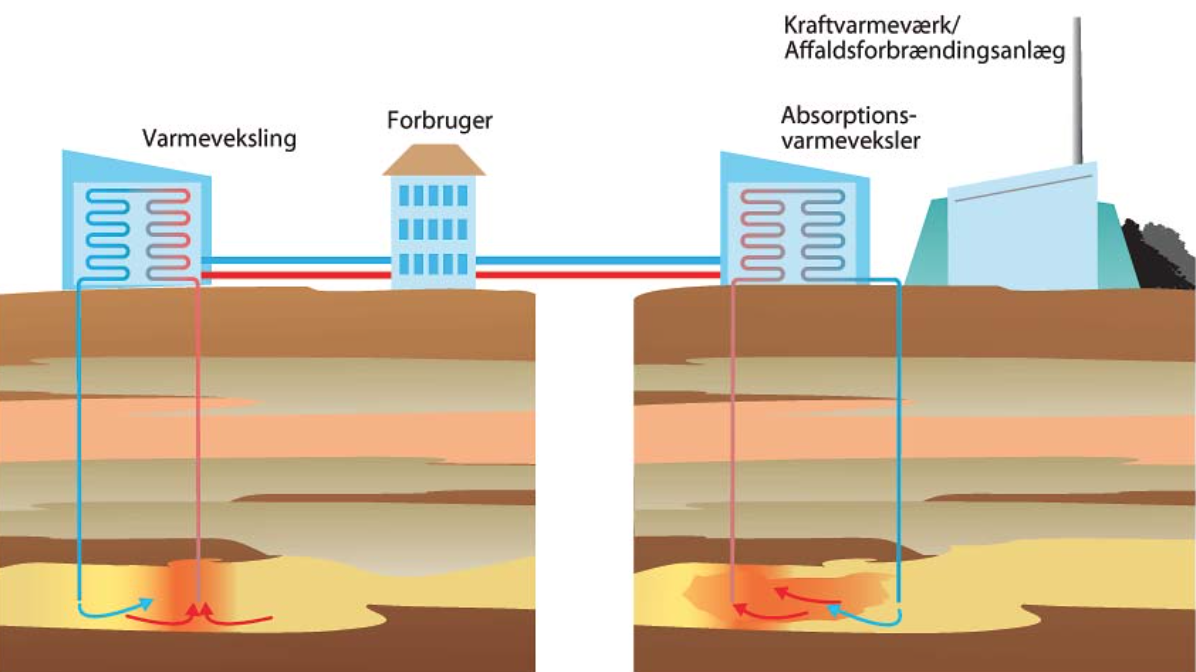 Kraftvarmeværk/
Affaldsforbrændingsanlæg
Varmeveksling
Forbruger
Absorptions-
varmeveksler